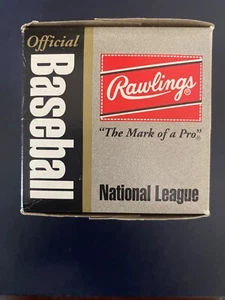 Official
Baseball
Rawlings®
"The Mark of a Pro"®
National League